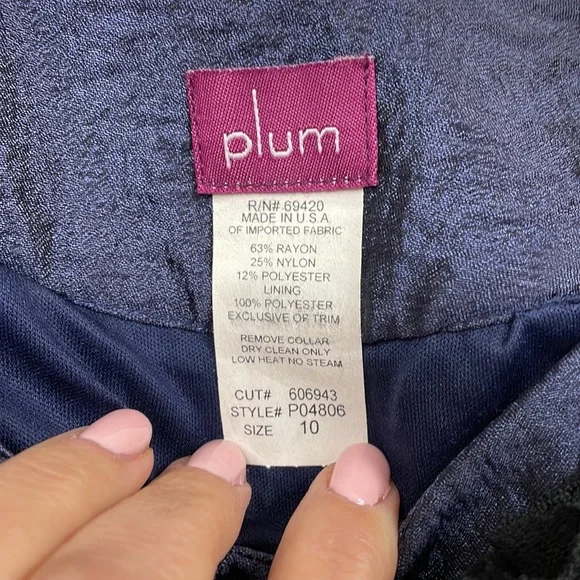 plum
R/N# 69420
MADE IN U.S.A.
OF IMPORTED FABRIC
63% RAYON
25% NYLON
12% POLYESTER
LINING
100% POLYESTER
EXCLUSIVE OF TRIM
REMOVE COLLAR
DRY CLEAN ONLY
LOW HEAT NO STEAM
CUT# 606943
STYLE# P04806
SIZE 10